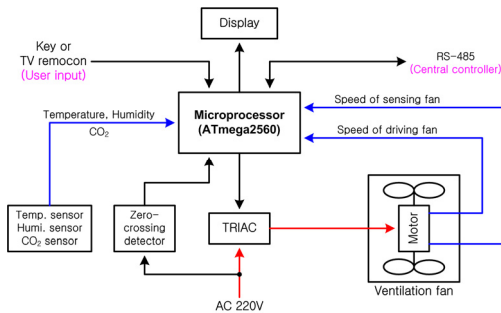 Display
Key or
TV remocon
(User input)
RS-485
(Central controller)
Microprocessor
(ATmega2560)
Speed of sensing fan
Temperature, Humidity
CO₂
Speed of driving fan
Temp. sensor
Humi. sensor
CO₂ sensor
Zero-
crossing
detector
TRIAC
Motor
Ventilation fan
AC 220V